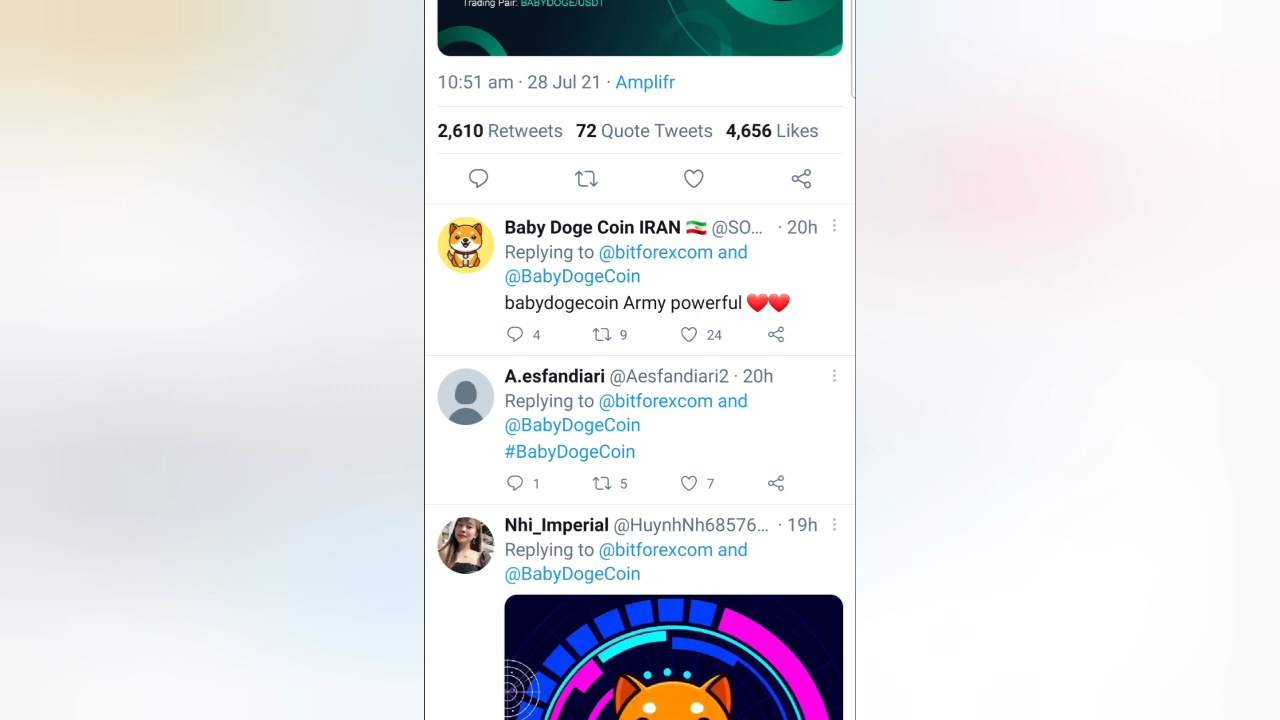 Trading Pair: BABYDOGE/USDT
10:51 am · 28 Jul 21 · Amplifr
2,610 Retweets 72 Quote Tweets 4,656 Likes
Baby Doge Coin IRAN 🇮🇷 @SO... · 20h
Replying to @bitforexcom and
@BabyDogeCoin
babydogecoin Army powerful ❤️❤️
4 9 24
A.esfandiari @Aesfandiari2 · 20h
Replying to @bitforexcom and
@BabyDogeCoin
#BabyDogeCoin
1 5 7
Nhi_Imperial @HuynhNh68576... · 19h
Replying to @bitforexcom and
@BabyDogeCoin